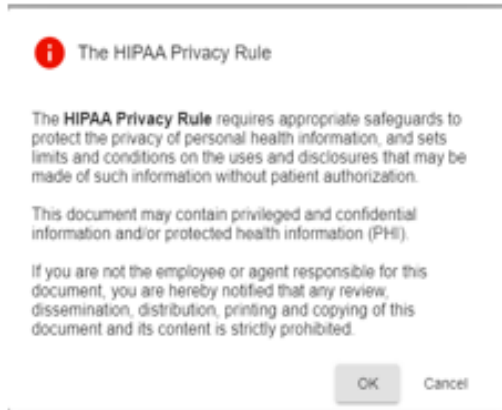 The HIPAA Privacy Rule
The HIPAA Privacy Rule requires appropriate safeguards to
protect the privacy of personal health information, and sets
limits and conditions on the uses and disclosures that may be
made of such information without patient authorization.
This document may contain privileged and confidential
information and/or protected health information (PHI).
If you are not the employee or agent responsible for this
document, you are hereby notified that any review,
dissemination, distribution, printing and copying of this
document and its content is strictly prohibited.
OK Cancel